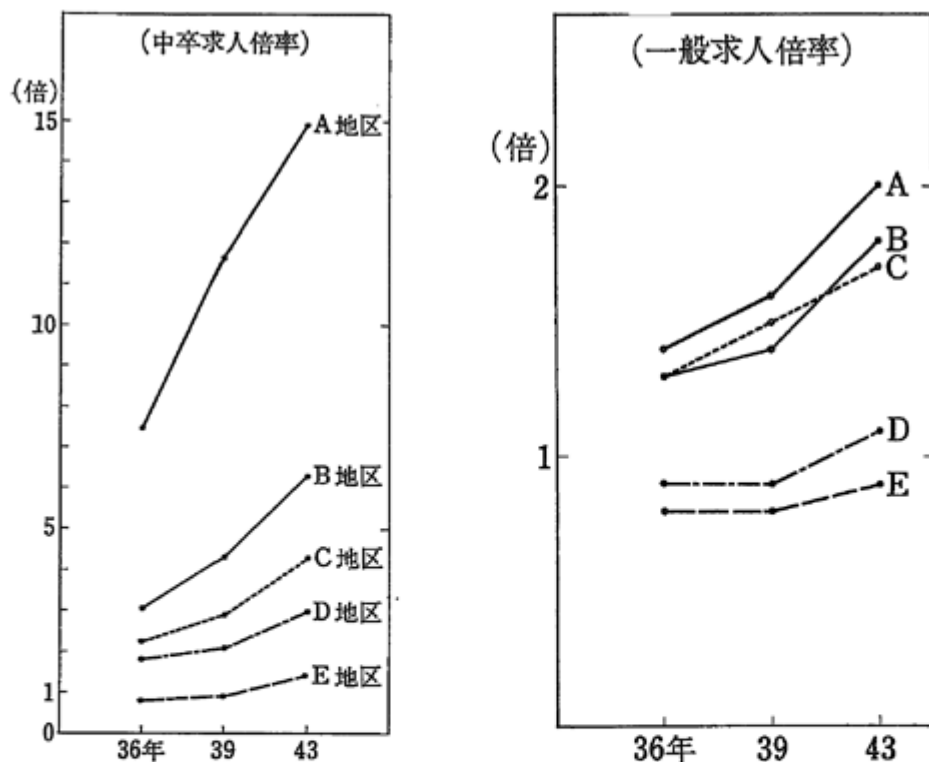 (中卒求人倍率)
(倍)
15
10
5
1
0
A地区
B地区
C地区
D地区
E地区
36年 39 43
(一般求人倍率)
(倍)
2
1
A
B
C
D
E
36年 39 43